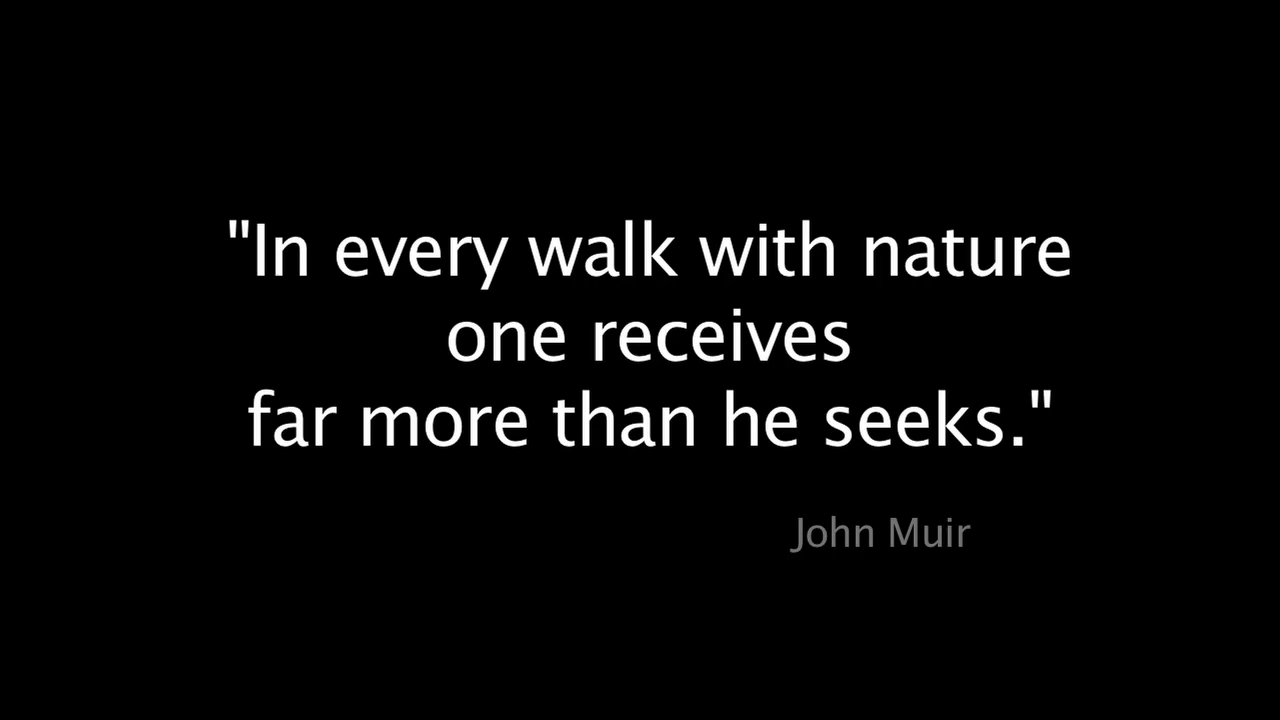 "In every walk with nature
one receives
far more than he seeks."
John Muir